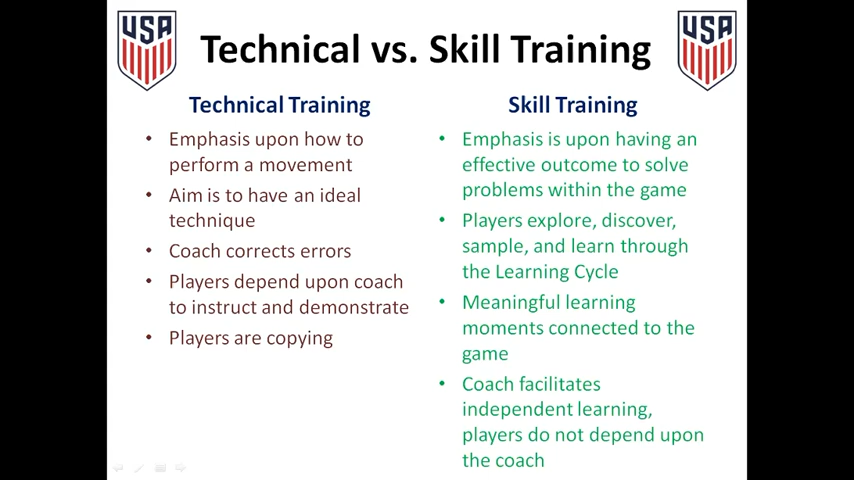 USA
Technical vs. Skill Training
USA
Technical Training
• Emphasis upon how to
perform a movement
• Aim is to have an ideal
technique
• Coach corrects errors
• Players depend upon coach
to instruct and demonstrate
• Players are copying
Skill Training
• Emphasis is upon having an
effective outcome to solve
problems within the game
• Players explore, discover,
sample, and learn through
the Learning Cycle
• Meaningful learning
moments connected to the
game
• Coach facilitates
independent learning,
players do not depend upon
the coach